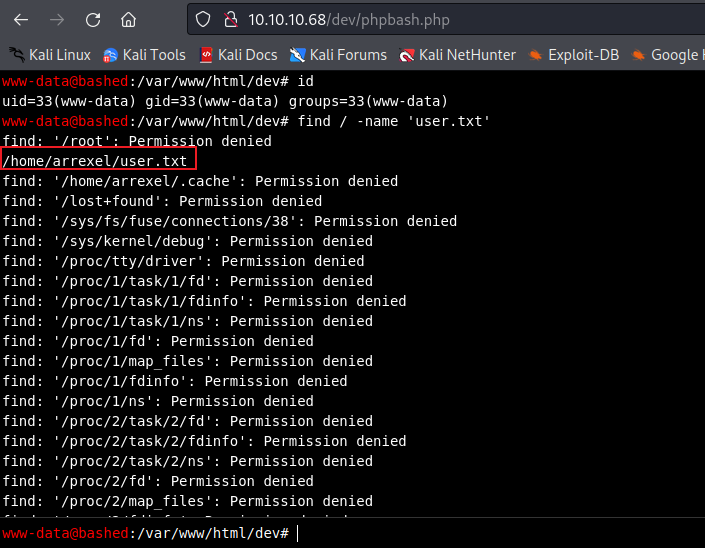 10.10.10.68/dev/phpbash.php
Kali Linux Kali Tools Kali Docs Kali Forums Kali NetHunter Exploit-DB Google
www-data@bashed:/var/www/html/dev# id
uid=33(www-data) gid=33(www-data) groups=33(www-data)
www-data@bashed:/var/www/html/dev# find / -name 'user.txt'
find: '/root': Permission denied
/home/arrexel/user.txt
find: '/home/arrexel/.cache': Permission denied
find: '/lost+found': Permission denied
find: '/sys/fs/fuse/connections/38': Permission denied
find: '/sys/kernel/debug': Permission denied
find: '/proc/tty/driver': Permission denied
find: '/proc/1/task/1/fd': Permission denied
find: '/proc/1/task/1/fdinfo': Permission denied
find: '/proc/1/task/1/ns': Permission denied
find: '/proc/1/fd': Permission denied
find: '/proc/1/map_files': Permission denied
find: '/proc/1/fdinfo': Permission denied
find: '/proc/1/ns': Permission denied
find: '/proc/2/task/2/fd': Permission denied
find: '/proc/2/task/2/fdinfo': Permission denied
find: '/proc/2/task/2/ns': Permission denied
find: '/proc/2/fd': Permission denied
find: '/proc/2/map_files': Permission denied
www-data@bashed:/var/www/html/dev#